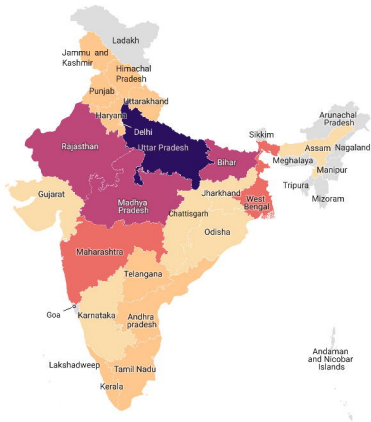 Ladakh
Jammu and
Kashmir
Himachal
Pradesh
Punjab
Uttarakhand
Haryana
Delhi
Arunachal
Pradesh
Sikkim
Rajasthan
Uttar Pradesh
Assam
Nagaland
Bihar
Meghalaya
Manipur
Tripura
Mizoram
Gujarat
Madhya
Pradesh
Jharkhand
West
Bengal
Chattisgarh
Odisha
Maharashtra
Telangana
Goa
Karnataka
Andhra
pradesh
Andaman
and Nicobar
Islands
Lakshadweep
Tamil Nadu
Kerala